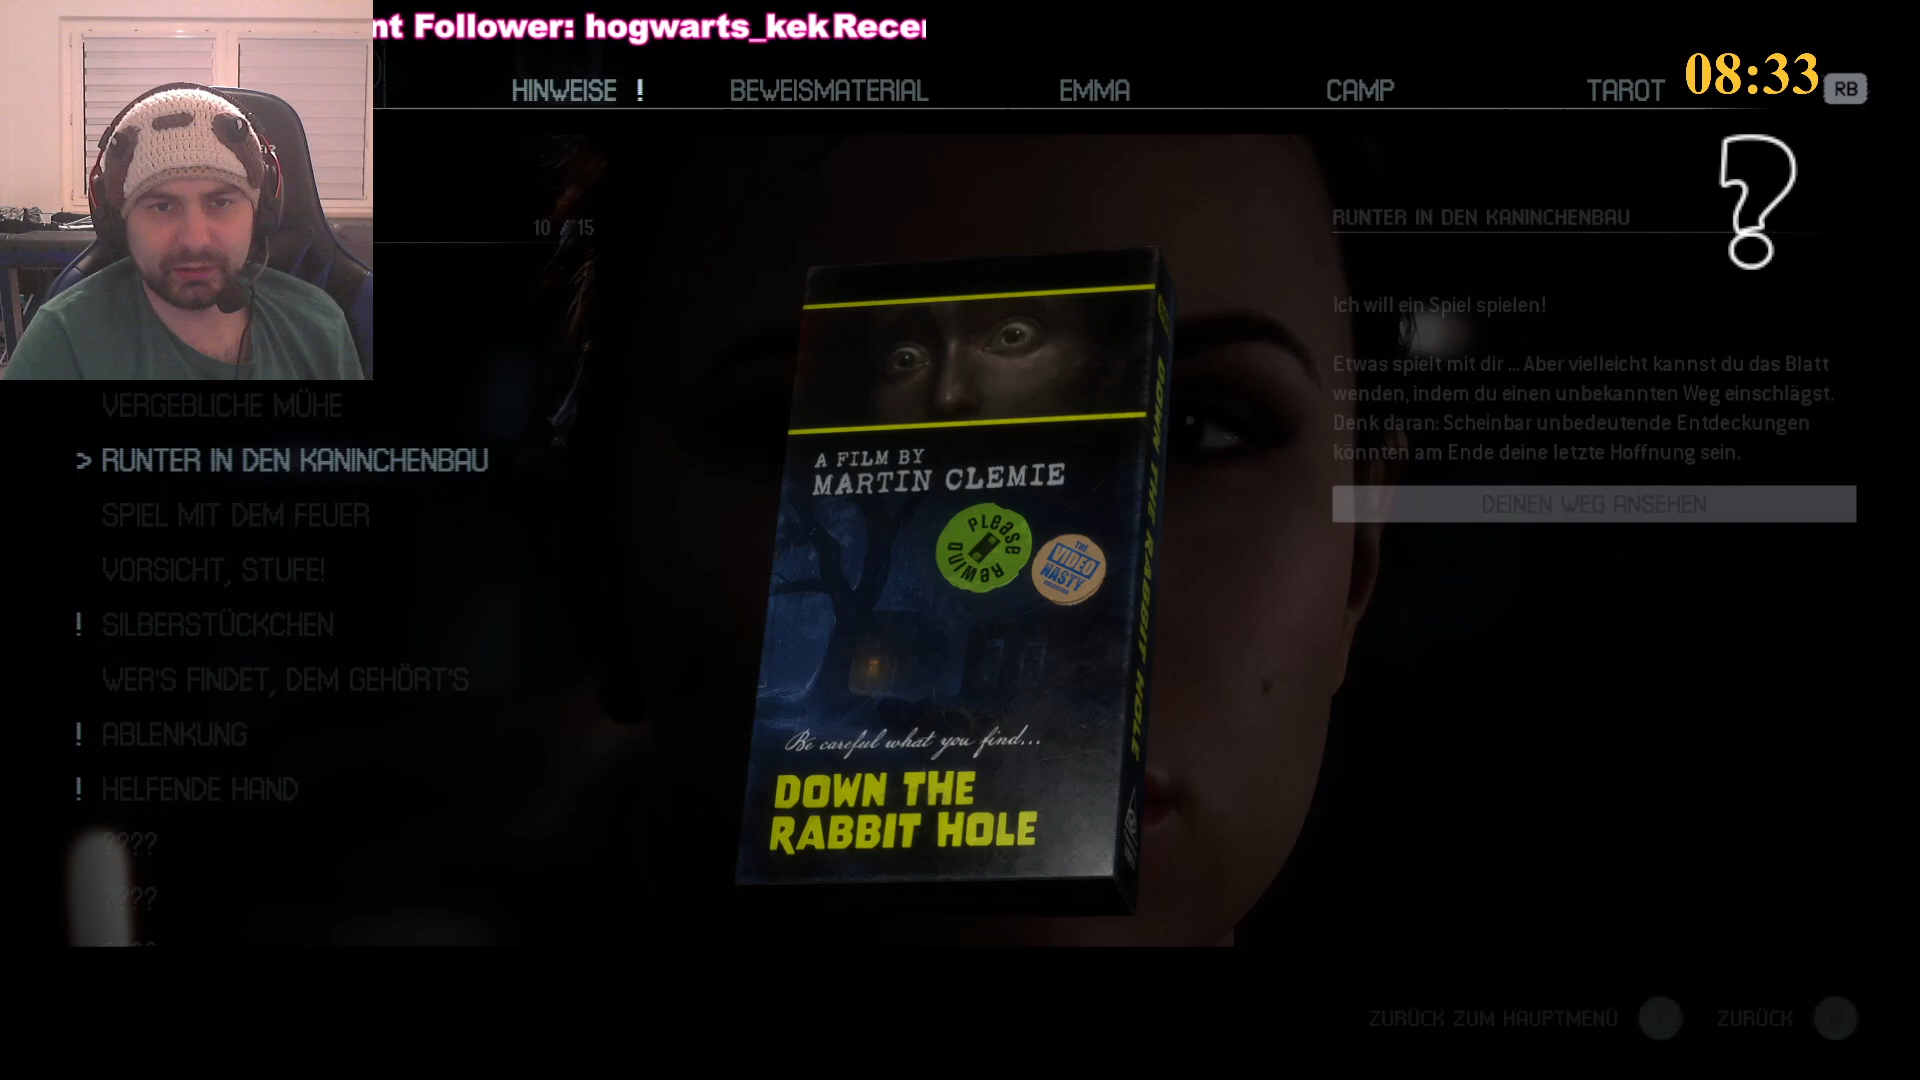 nt Follower: hogwarts_kek Recer
HINWEISE !
BEWEISMATERIAL
EMMA
CAMP
TAROT
08:33
RB
10 / 15
VERGEBLICHE MÜHE
> RUNTER IN DEN KANINCHENBAU
SPIEL MIT DEM FEUER
VORSICHT, STUFE!
! SILBERSTÜCKCHEN
WER'S FINDET, DEM GEHÖRT'S
! ABLENKUNG
! HELFENDE HAND
????
????
A FILM BY
MARTIN CLEMIE
PLEASE
REWIND
THE
VIDEO
NASTY
Be careful what you find...
DOWN THE
RABBIT HOLE
DOWN THE RABBIT HOLE
?
RUNTER IN DEN KANINCHENBAU
Ich will ein Spiel spielen!
Etwas spielt mit dir ... Aber vielleicht kannst du das Blatt
wenden, indem du einen unbekannten Weg einschlägst.
Denk daran: Scheinbar unbedeutende Entdeckungen
könnten am Ende deine letzte Hoffnung sein.
DEINEN WEG ANSEHEN
ZURÜCK ZUM HAUPTMENÜ Y
ZURÜCK B